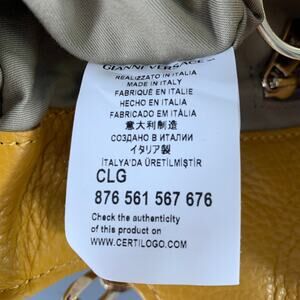 GIANNI VERSACE
REALIZZATO IN ITALIA
MADE IN ITALY
FABRIQUÉ EN ITALIE
HECHO EN ITALIA
FABRICADO EM ITÁLIA
意大利制造
СОЗДАНО В ИТАЛИИ
イタリア製
İTALYA'DA ÜRETİLMİŞTİR
CLG
876 561 567 676
Check the authenticity
of this product on
WWW.CERTILOGO.COM